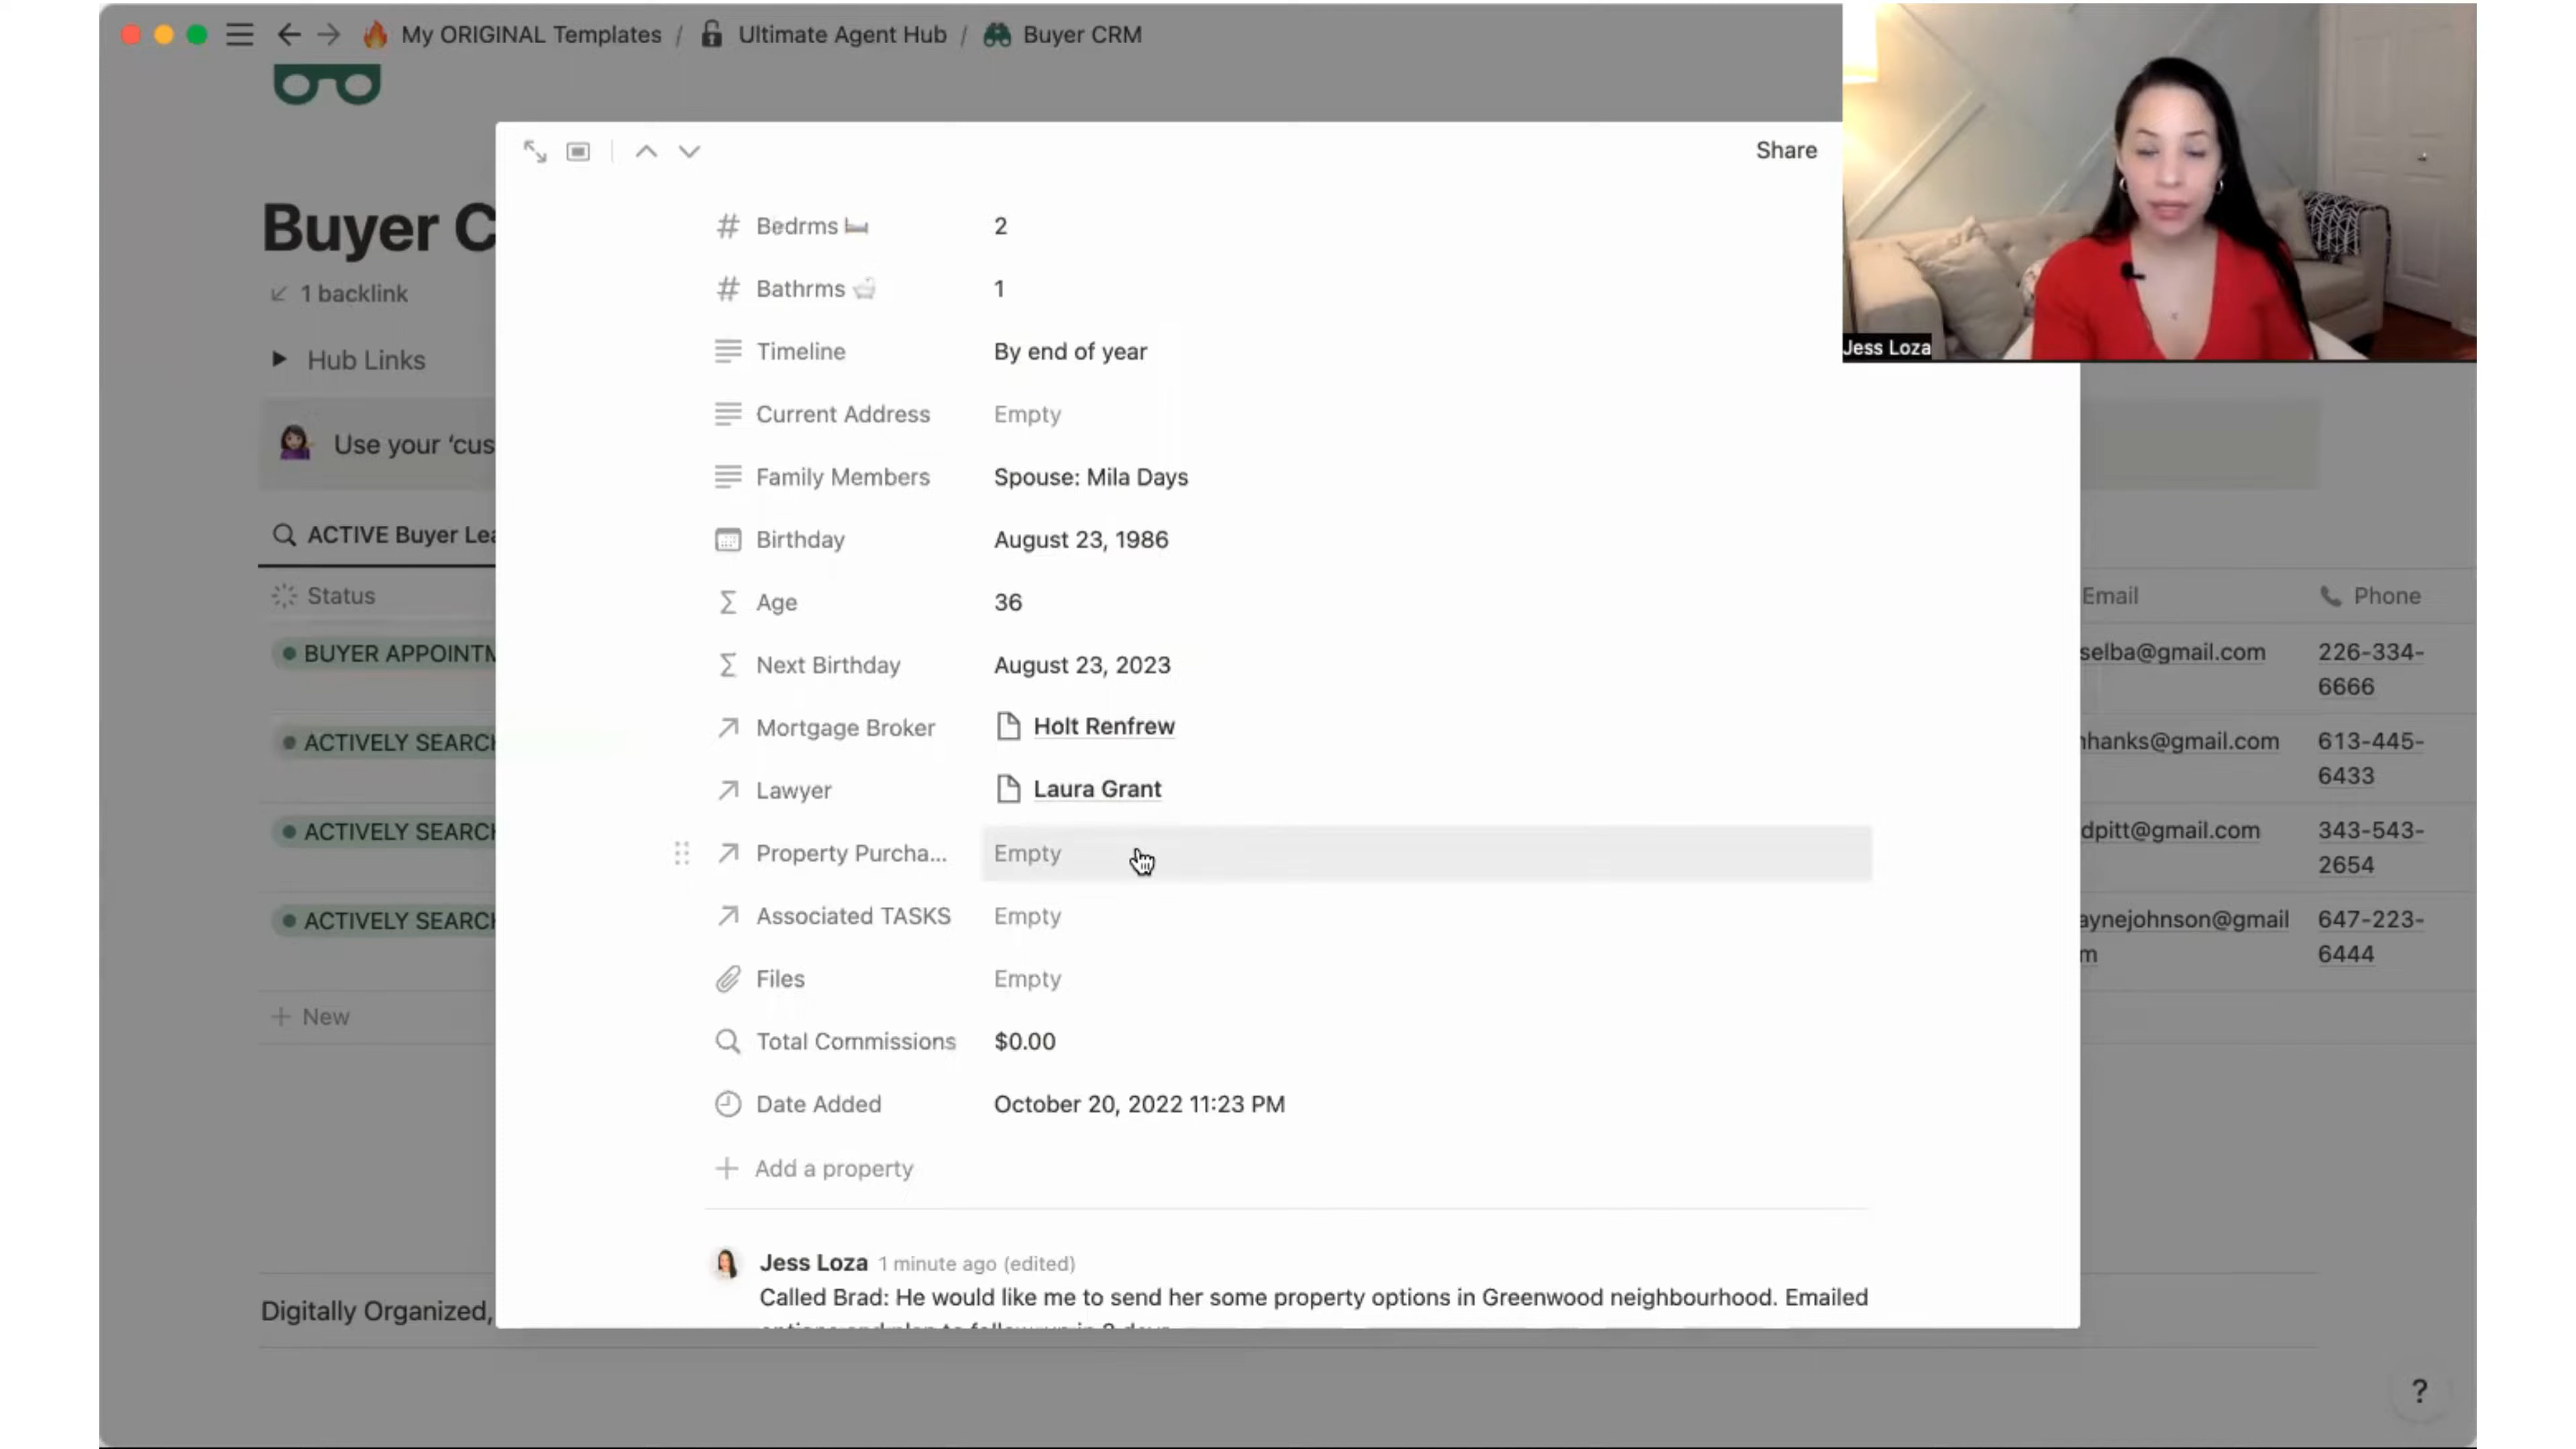 My ORIGINAL Templates / Ultimate Agent Hub / Buyer CRM
Share
Jess Loza
Buyer C
1 backlink
Hub Links
Use your ‘cus
ACTIVE Buyer Lea
Status
BUYER APPOINTM
ACTIVELY SEARCH
ACTIVELY SEARCH
ACTIVELY SEARCH
+ New
Digitally Organized,
# Bedrms 2
# Bathrms 1
Timeline By end of year
Current Address Empty
Family Members Spouse: Mila Days
Birthday August 23, 1986
Σ Age 36
Σ Next Birthday August 23, 2023
Mortgage Broker Holt Renfrew
Lawyer Laura Grant
Property Purcha... Empty
Associated TASKS Empty
Files Empty
Total Commissions $0.00
Date Added October 20, 2022 11:23 PM
+ Add a property
Jess Loza 1 minute ago (edited)
Called Brad: He would like me to send her some property options in Greenwood neighbourhood. Emailed
Email Phone
selba@gmail.com 226-334-
6666
hhanks@gmail.com 613-445-
6433
dpitt@gmail.com 343-543-
2654
aynejohnson@gmail 647-223-
m 6444
?